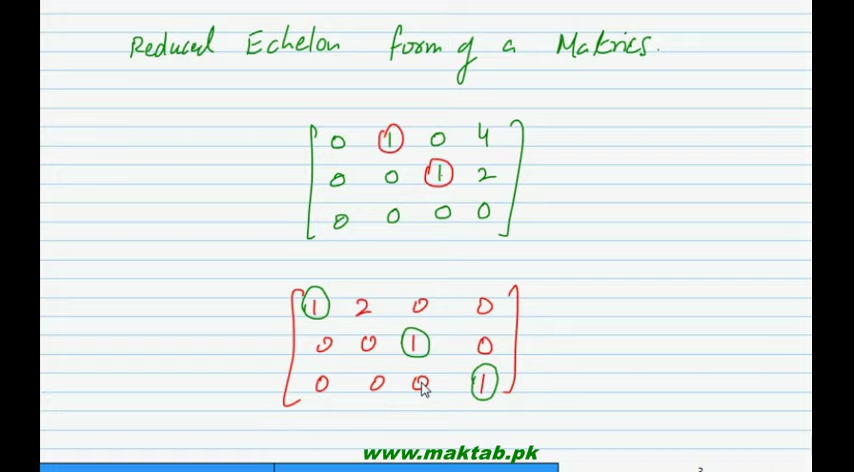 Reduced Echelon form of a Matrics.
0 1 0 4
0 0 1 2
0 0 0 0
1 2 0 0
0 0 1 0
0 0 0 1
www.maktab.pk